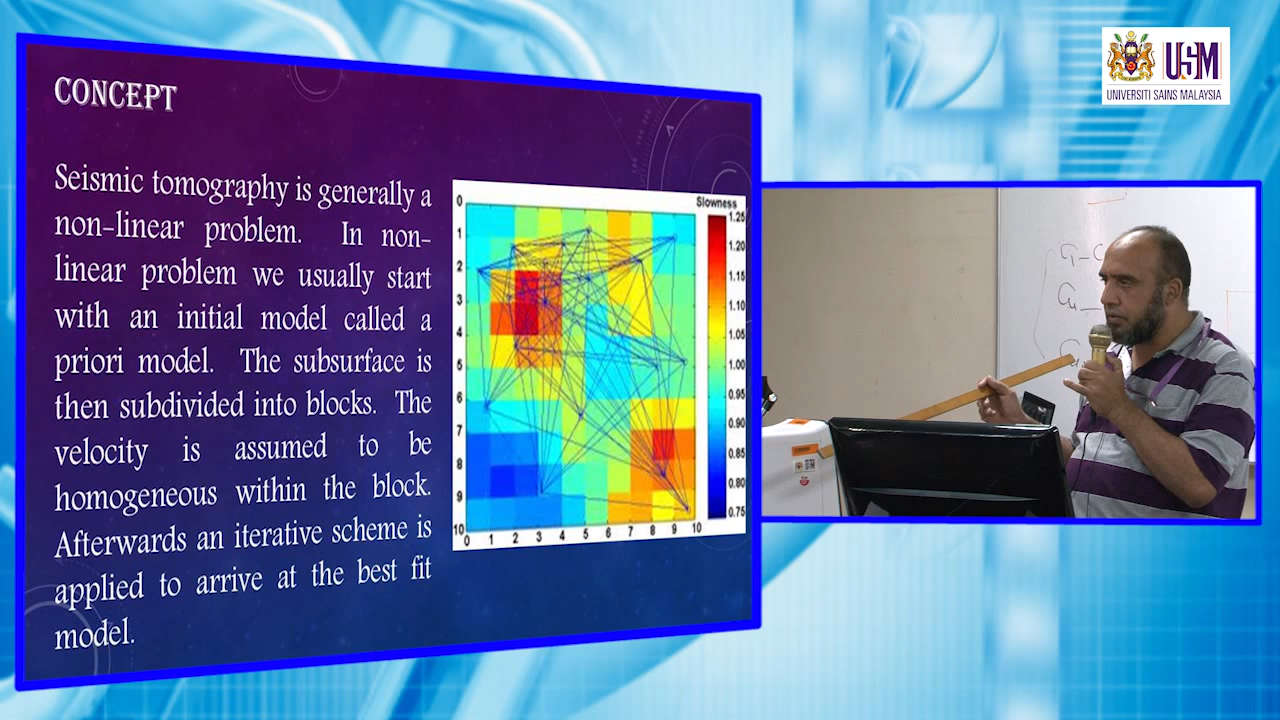 CONCEPT
Seismic tomography is generally a
non-linear problem. In non-
linear problem we usually start
with an initial model called a
priori model. The subsurface is
then subdivided into blocks. The
velocity is assumed to be
homogeneous within the block.
Afterwards an iterative scheme is
applied to arrive at the best fit
model.
Slowness
0
1
2
3
4
5
6
7
8
9
10
0 1 2 3 4 5 6 7 8 9 10
1.25
1.20
1.15
1.10
1.05
1.00
0.95
0.90
0.85
0.80
0.75
USM
UNIVERSITI SAINS MALAYSIA